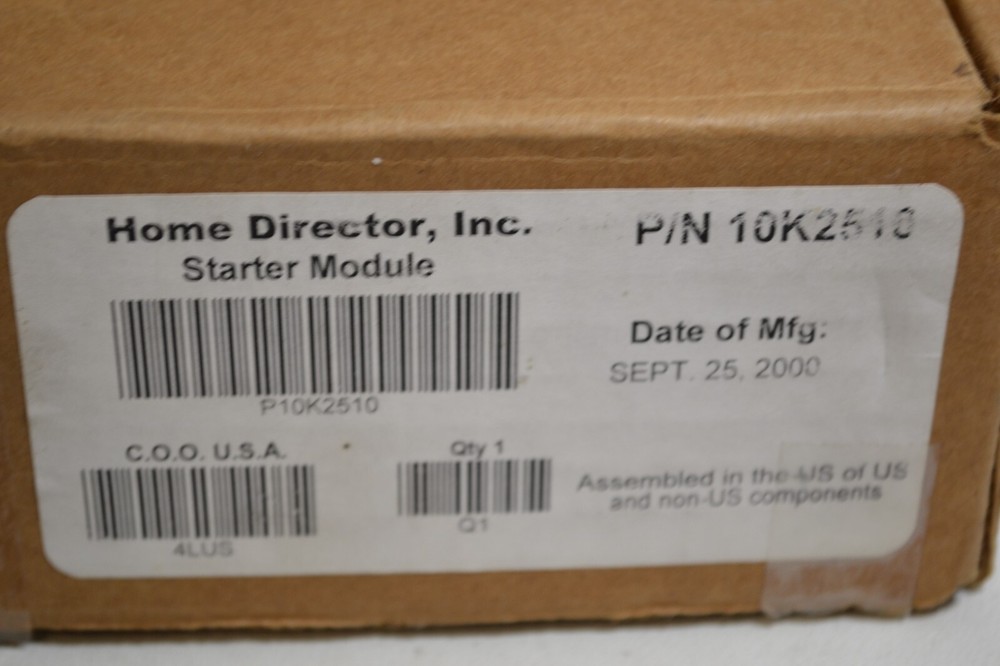 Home Director, Inc.
Starter Module
P/N 10K2510
P10K2510
Date of Mfg:
SEPT. 25, 2000
C.O.O. U.S.A.
4LUS
Qty 1
Q1
Assembled in the US of US
and non-US components